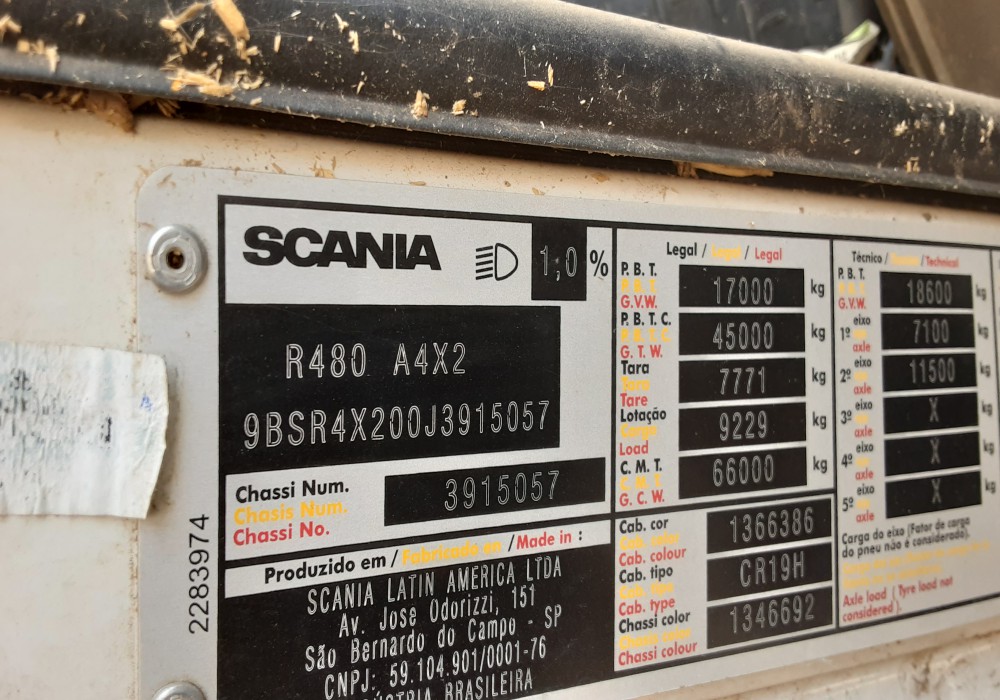 SCANIA 1;0 %
R480 A4X2
9BSR4X200J3915057
Chassi Num.
Chasis Num.
Chassi No.
3915057
Produzido em / Fabricado en / Made in :
SCANIA LATIN AMERICA LTDA
Av. José Odorizzi, 151
São Bernardo do Campo - SP
CNPJ: 59.104.901/0001-76
BRASILEIRA
2283974
Legal / Legal / Legal
P. B. T.
P. B. T.
G.V.W.
17000 kg
P. B. T. C.
P. B. T. C.
G. T. W.
45000 kg
Tara
Tara
Tare
7771 kg
Lotação
Carga
Load
9229 kg
C. M. T.
C. M. T.
G. C. W.
66000 kg
Cab. cor
Cab. color
Cab. colour
1366386
Cab. tipo
Cab. tipo
Cab. type
CR19H
Chassi color
Chassi color
Chassi colour
1346692
Técnico / / Technical
P. B. T.
P. B. T.
G.V.W.
18600 kg
1º eixo
axle
7100 kg
2º eixo
axle
11500 kg
3º eixo
axle
X kg
4º eixo
axle
X kg
5º eixo
axle
X kg
Carga do eixo (Fator de carga
do pneu não é considerado).
Axle load ( Tyre load not
considered ).